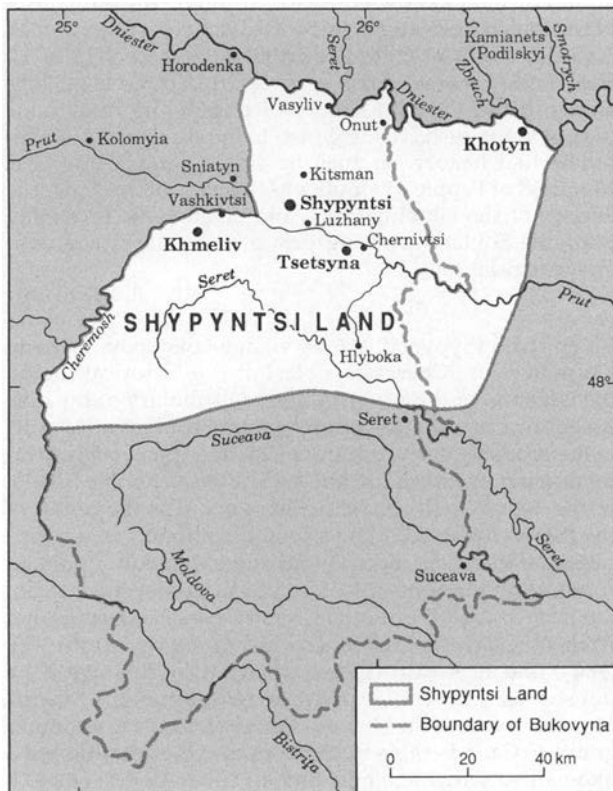 25°
26°
Dniester
Seret
Kamianets
Podilskyi
Smotrych
Zbruch
Horodenka
Vasyliv
Dniester
Onut
Khotyn
Prut
Kolomyia
Kitsman
Sniatyn
Vashkivtsi
Shypyntsi
Luzhany
Khmeliv
Chernivtsi
Tsetsyna
Seret
Prut
SHYPYNTSI LAND
Cheremosh
Hlyboka
48°
Seret
Suceava
Seret
Moldova
Suceava
Bistriţa
Shypyntsi Land
Boundary of Bukovyna
0 20 40 km